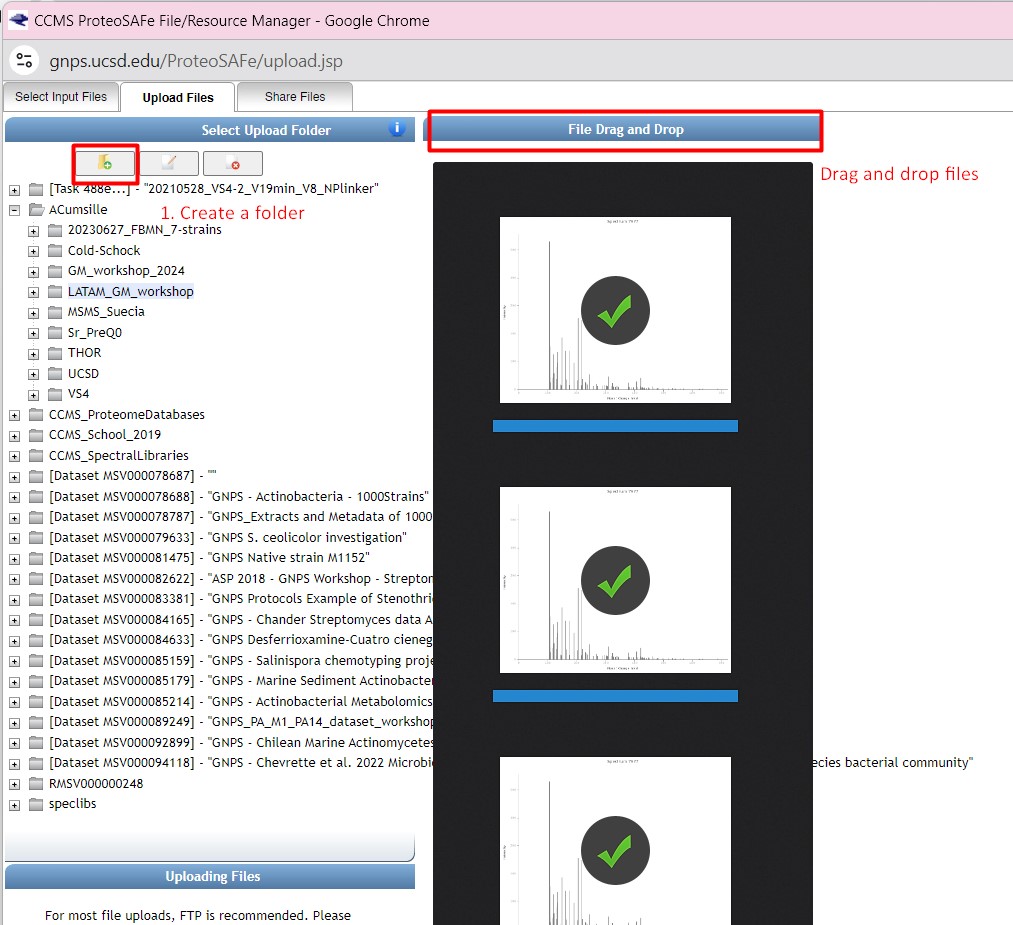 CCMS ProteoSAFe File/Resource Manager - Google Chrome
gnps.ucsd.edu/ProteoSAFe/upload.jsp
Select Input Files
Upload Files
Share Files
Select Upload Folder
File Drag and Drop
Drag and drop files
[Task 488e...] - "20210528_VS4-2_V19min_V8_NPlinker"
ACumsille
1. Create a folder
20230627_FBMN_7-strains
Cold-Schock
GM_workshop_2024
LATAM_GM_workshop
MSMS_Suecia
Sr_PreQ0
THOR
UCSD
VS4
CCMS_ProteomeDatabases
CCMS_School_2019
CCMS_SpectralLibraries
[Dataset MSV000078687] - ""
[Dataset MSV000078688] - "GNPS - Actinobacteria - 1000Strains"
[Dataset MSV000078787] - "GNPS_Extracts and Metadata of 1000
[Dataset MSV000079633] - "GNPS S. ceolicolor investigation"
[Dataset MSV000081475] - "GNPS Native strain M1152"
[Dataset MSV000082622] - "ASP 2018 - GNPS Workshop - Strepton
[Dataset MSV000083381] - "GNPS Protocols Example of Stenothri
[Dataset MSV000084165] - "GNPS - Chander Streptomyces data A
[Dataset MSV000084633] - "GNPS Desferrioxamine-Cuatro cieneg
[Dataset MSV000085159] - "GNPS - Salinispora chemotyping proje
[Dataset MSV000085179] - "GNPS - Marine Sediment Actinobacter
[Dataset MSV000085214] - "GNPS - Actinobacterial Metabolomics
[Dataset MSV000089249] - "GNPS_PA_M1_PA14_dataset_workshop
[Dataset MSV000092899] - "GNPS - Chilean Marine Actinomycetes
[Dataset MSV000094118] - "GNPS - Chevrette et al. 2022 Microbi ecies bacterial community"
RMSV000000248
speclibs
Uploading Files
For most file uploads, FTP is recommended. Please